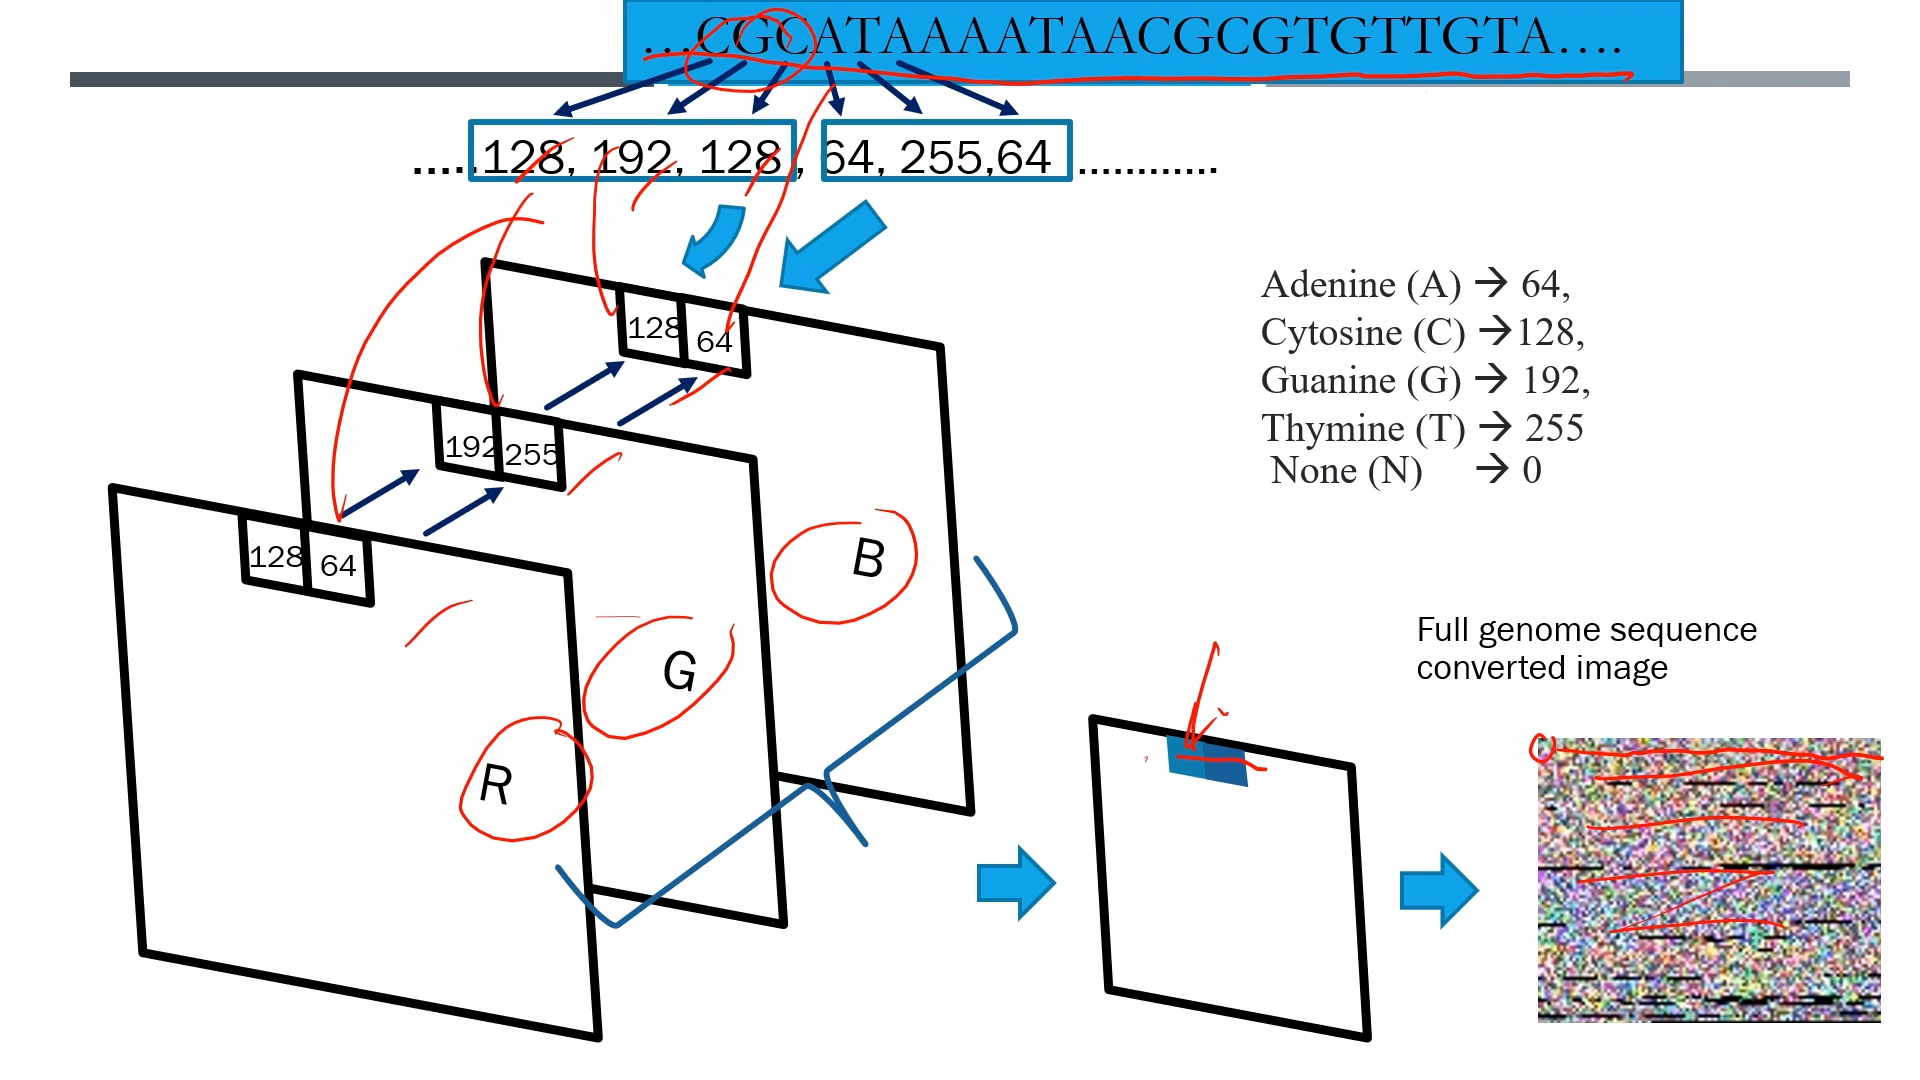 ...CGCATAAAATAACGCGTGTTGTA....
.....128, 192, 128 , 64, 255,64 ............
128 64
192 255
128 64
B
G
R
Adenine (A) → 64,
Cytosine (C) →128,
Guanine (G) → 192,
Thymine (T) → 255
None (N) → 0
Full genome sequence
converted image